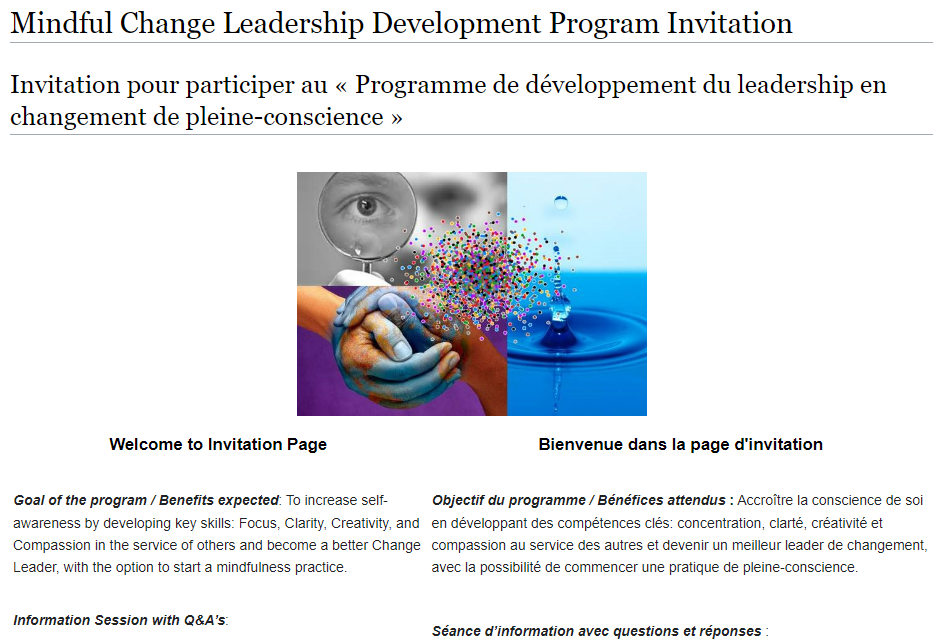 Mindful Change Leadership Development Program Invitation
Invitation pour participer au « Programme de développement du leadership en
changement de pleine-conscience »
Welcome to Invitation Page
Goal of the program / Benefits expected: To increase self-
awareness by developing key skills: Focus, Clarity, Creativity, and
Compassion in the service of others and become a better Change
Leader, with the option to start a mindfulness practice.
Information Session with Q&A’s:
Bienvenue dans la page d'invitation
Objectif du programme / Bénéfices attendus : Accroître la conscience de soi
en développant des compétences clés: concentration, clarté, créativité et
compassion au service des autres et devenir un meilleur leader de changement,
avec la possibilité de commencer une pratique de pleine-conscience.
Séance d’information avec questions et réponses :